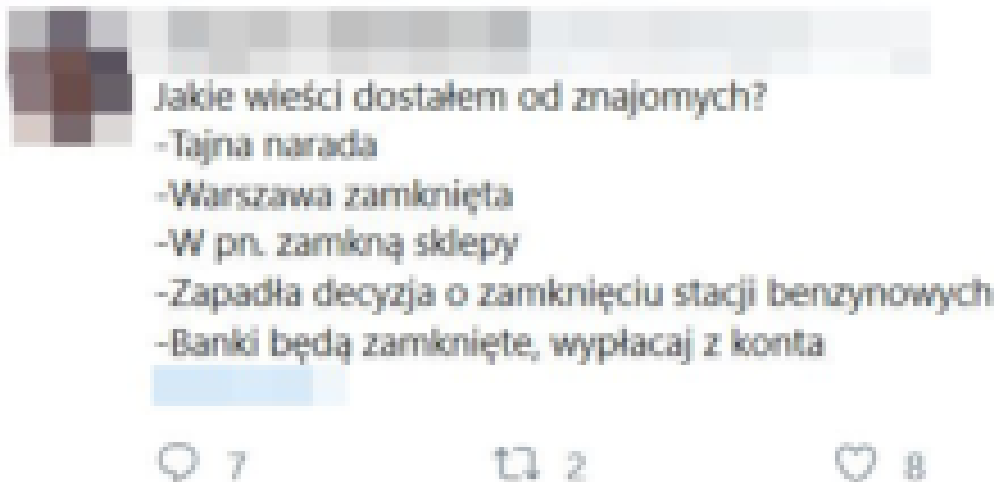 Jakie wieści dostałem od znajomych?
-Tajna narada
-Warszawa zamknięta
-W pn. zamkną sklepy
-Zapadła decyzja o zamknięciu stacji benzynowych
-Banki będą zamknięte, wypłacaj z konta
7 2 8